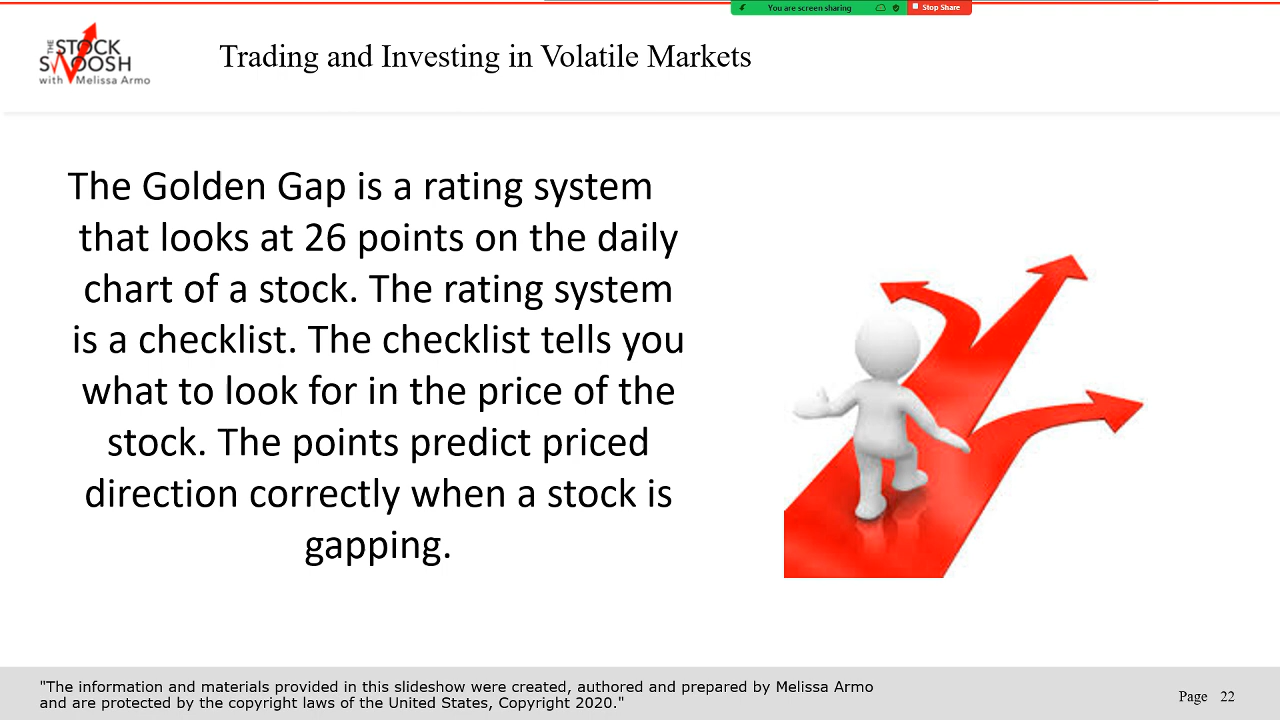 You are screen sharing
Stop Share
THE
STOCK
SWOOSH
with Melissa Armo
Trading and Investing in Volatile Markets
The Golden Gap is a rating system
that looks at 26 points on the daily
chart of a stock. The rating system
is a checklist. The checklist tells you
what to look for in the price of the
stock. The points predict priced
direction correctly when a stock is
gapping.
"The information and materials provided in this slideshow were created, authored and prepared by Melissa Armo
and are protected by the copyright laws of the United States, Copyright 2020."
Page 22